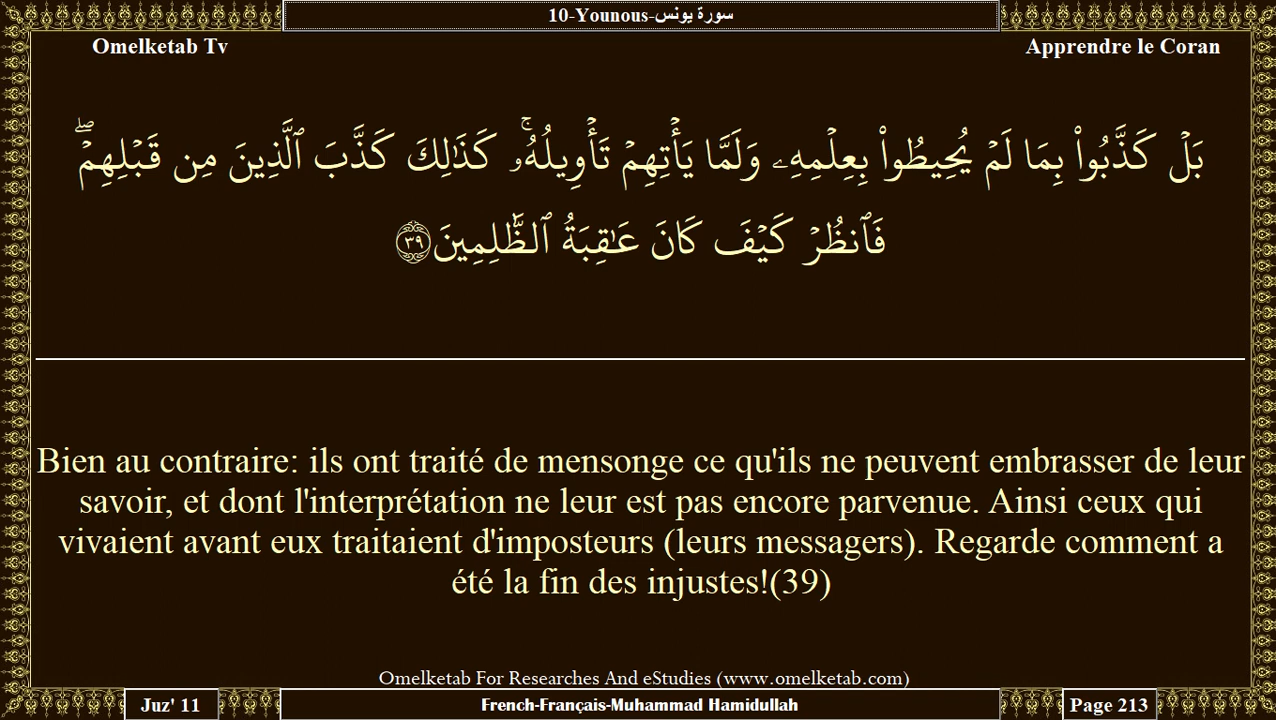 10-Younous-سورة يونس
Omelketab Tv
Apprendre le Coran
بَلۡ كَذَّبُواْ بِمَا لَمۡ يُحِيطُواْ بِعِلۡمِهِۦ وَلَمَّا يَأۡتِهِمۡ تَأۡوِيلُهُۥۚ كَذَٰلِكَ كَذَّبَ ٱلَّذِينَ مِن قَبۡلِهِمۡۖ
فَٱنظُرۡ كَيۡفَ كَانَ عَٰقِبَةُ ٱلظَّٰلِمِينَ ٣٩
Bien au contraire: ils ont traité de mensonge ce qu'ils ne peuvent embrasser de leur
savoir, et dont l'interprétation ne leur est pas encore parvenue. Ainsi ceux qui
vivaient avant eux traitaient d'imposteurs (leurs messagers). Regarde comment a
été la fin des injustes!(39)
Omelketab For Researches And eStudies (www.omelketab.com)
Juz' 11
French-Français-Muhammad Hamidullah
Page 213